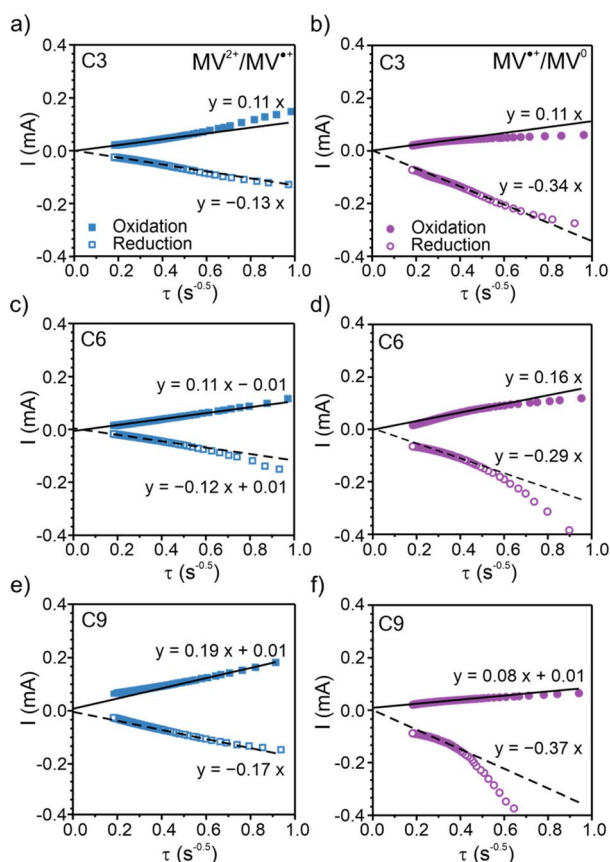 a)
C3
MV²⁺/MV•⁺
y = 0.11 x
y = −0.13 x
Oxidation
Reduction
I (mA)
0.4
0.2
0.0
-0.2
-0.4
0 0.2 0.4 0.6 0.8 1.0
τ (s⁻⁰·⁵)
b)
C3
MV•⁺/MV⁰
y = 0.11 x
y = -0.34 x
Oxidation
Reduction
I (mA)
0.4
0.2
0.0
-0.2
-0.4
0 0.2 0.4 0.6 0.8 1.0
τ (s⁻⁰·⁵)
c)
C6
y = 0.11 x − 0.01
y = −0.12 x + 0.01
I (mA)
0.4
0.2
0.0
-0.2
-0.4
0 0.2 0.4 0.6 0.8 1.0
τ (s⁻⁰·⁵)
d)
C6
y = 0.16 x
y = −0.29 x
I (mA)
0.4
0.2
0.0
-0.2
-0.4
0 0.2 0.4 0.6 0.8 1.0
τ (s⁻⁰·⁵)
e)
C9
y = 0.19 x + 0.01
y = −0.17 x
I (mA)
0.4
0.2
0.0
-0.2
-0.4
0 0.2 0.4 0.6 0.8 1.0
τ (s⁻⁰·⁵)
f)
C9
y = 0.08 x + 0.01
y = −0.37 x
I (mA)
0.4
0.2
0.0
-0.2
-0.4
0 0.2 0.4 0.6 0.8 1.0
τ (s⁻⁰·⁵)